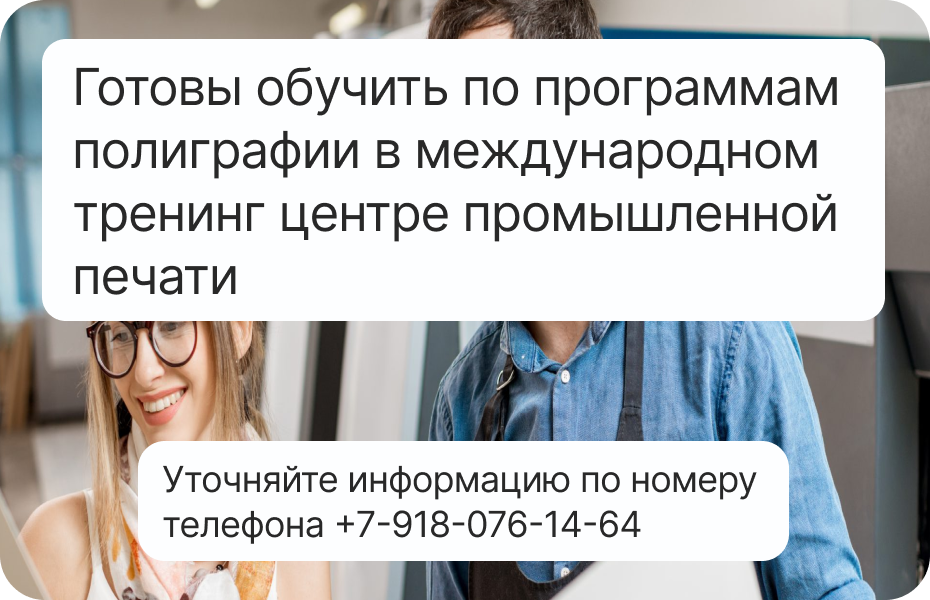 Готовы обучить по программам
полиграфии в международном
тренинг центре промышленной
печати
Уточняйте информацию по номеру
телефона +7-918-076-14-64